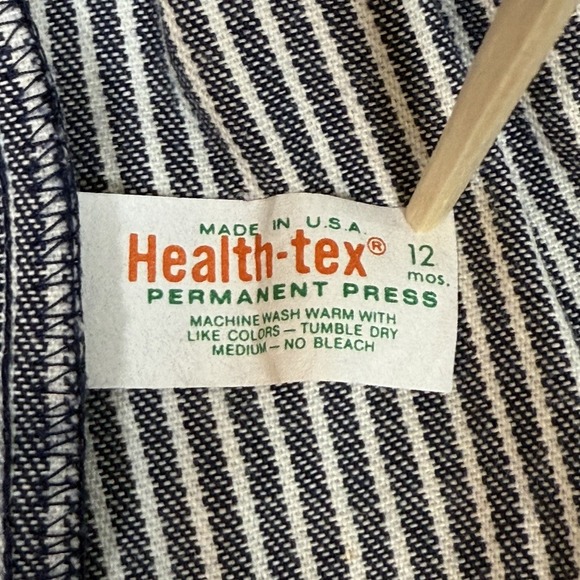 MADE IN U.S.A.
Health-tex® 12 mos.
PERMANENT PRESS
MACHINE WASH WARM WITH
LIKE COLORS — TUMBLE DRY
MEDIUM — NO BLEACH